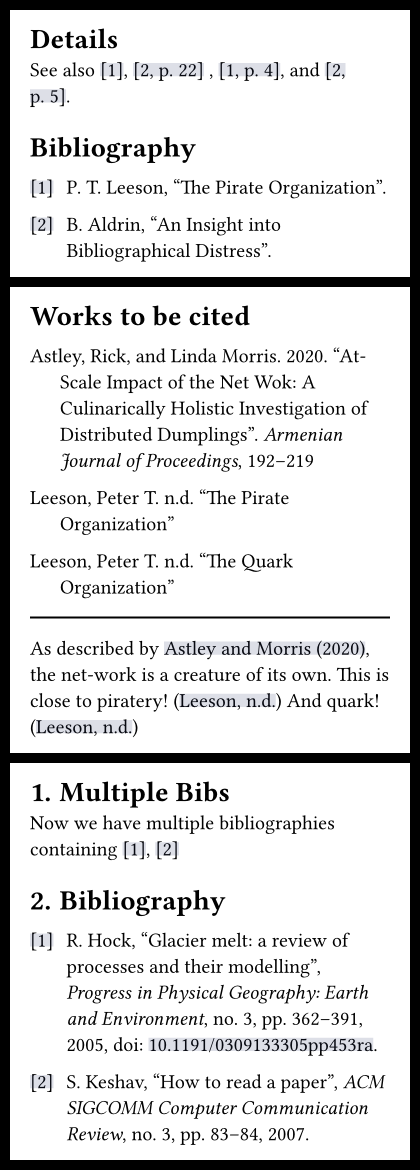 Details
See also [1], [2, p. 22] , [1, p. 4], and [2,
p. 5].
Bibliography
[1] P. T. Leeson, “The Pirate Organization”.
[2] B. Aldrin, “An Insight into
Bibliographical Distress”.
Works to be cited
Astley, Rick, and Linda Morris. 2020. “At-
Scale Impact of the Net Wok: A
Culinarically Holistic Investigation of
Distributed Dumplings”. Armenian
Journal of Proceedings, 192–219
Leeson, Peter T. n.d. “The Pirate
Organization”
Leeson, Peter T. n.d. “The Quark
Organization”
As described by Astley and Morris (2020),
the net-work is a creature of its own. This is
close to piratery! (Leeson, n.d.) And quark!
(Leeson, n.d.)
1. Multiple Bibs
Now we have multiple bibliographies
containing [1], [2]
2. Bibliography
[1] R. Hock, “Glacier melt: a review of
processes and their modelling”,
Progress in Physical Geography: Earth
and Environment, no. 3, pp. 362–391,
2005, doi: 10.1191/0309133305pp453ra.
[2] S. Keshav, “How to read a paper”, ACM
SIGCOMM Computer Communication
Review, no. 3, pp. 83–84, 2007.